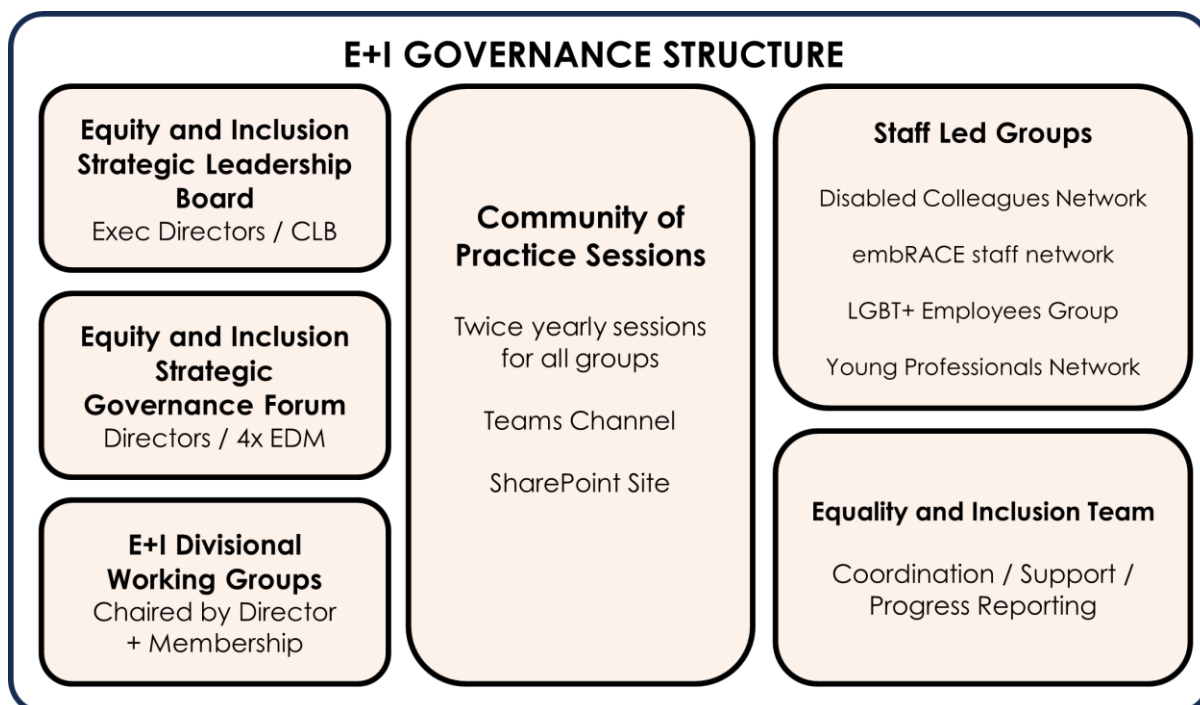 E+I GOVERNANCE STRUCTURE
Equity and Inclusion
Strategic Leadership
Board
Exec Directors / CLB
Equity and Inclusion
Strategic
Governance Forum
Directors / 4x EDM
E+I Divisional
Working Groups
Chaired by Director
+ Membership
Community of
Practice Sessions
Twice yearly sessions
for all groups
Teams Channel
SharePoint Site
Staff Led Groups
Disabled Colleagues Network
embRACE staff network
LGBT+ Employees Group
Young Professionals Network
Equality and Inclusion Team
Coordination / Support /
Progress Reporting